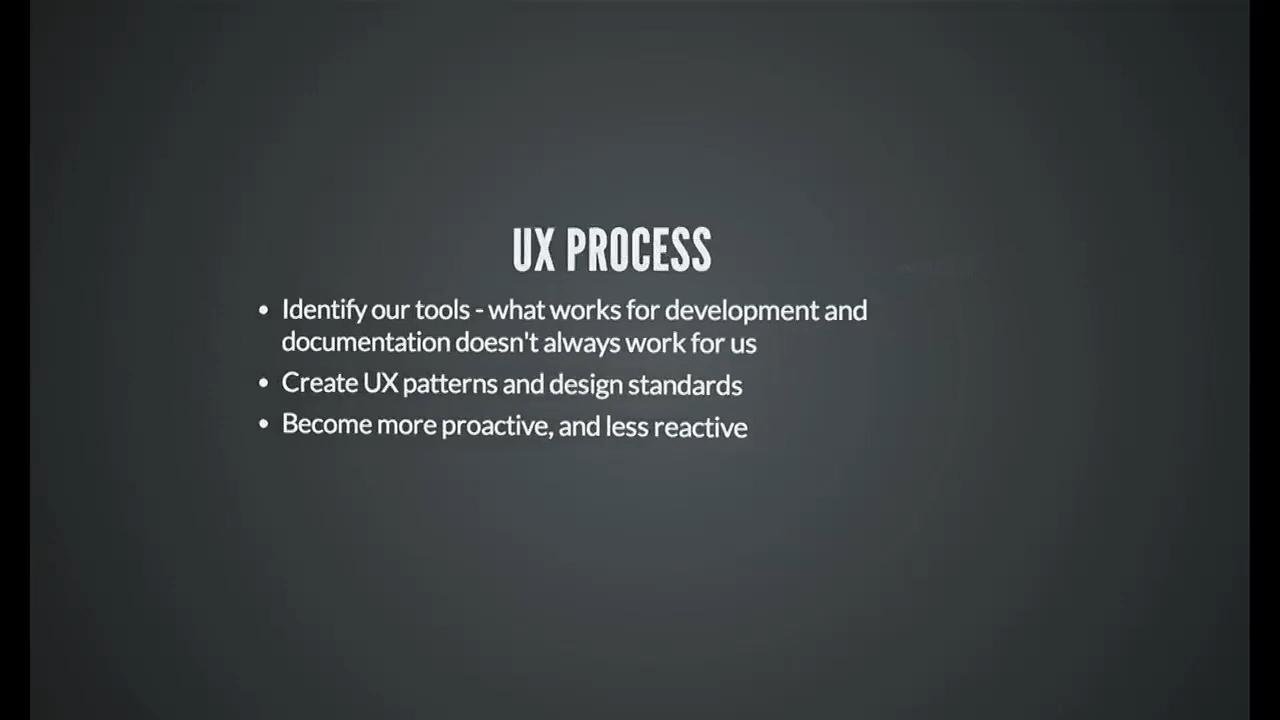 UX PROCESS
• Identify our tools - what works for development and
documentation doesn't always work for us
• Create UX patterns and design standards
• Become more proactive, and less reactive